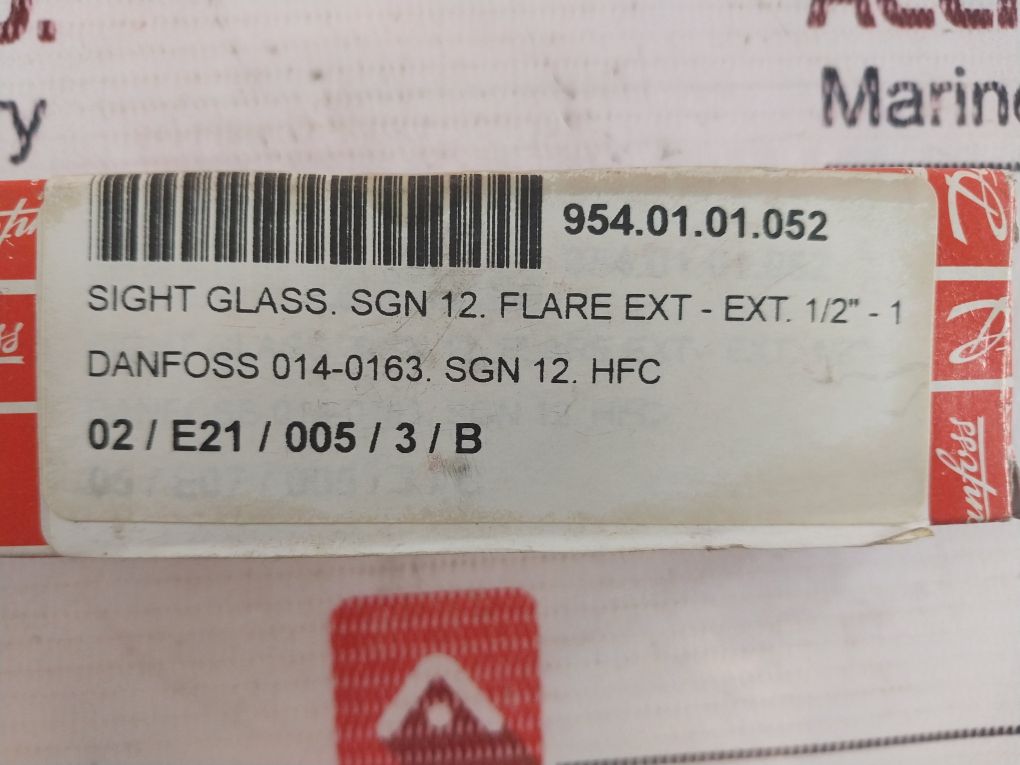 Marine
954.01.01.052
SIGHT GLASS. SGN 12. FLARE EXT - EXT. 1/2" - 1
DANFOSS 014-0163. SGN 12. HFC
02 / E21 / 005 / 3 / B